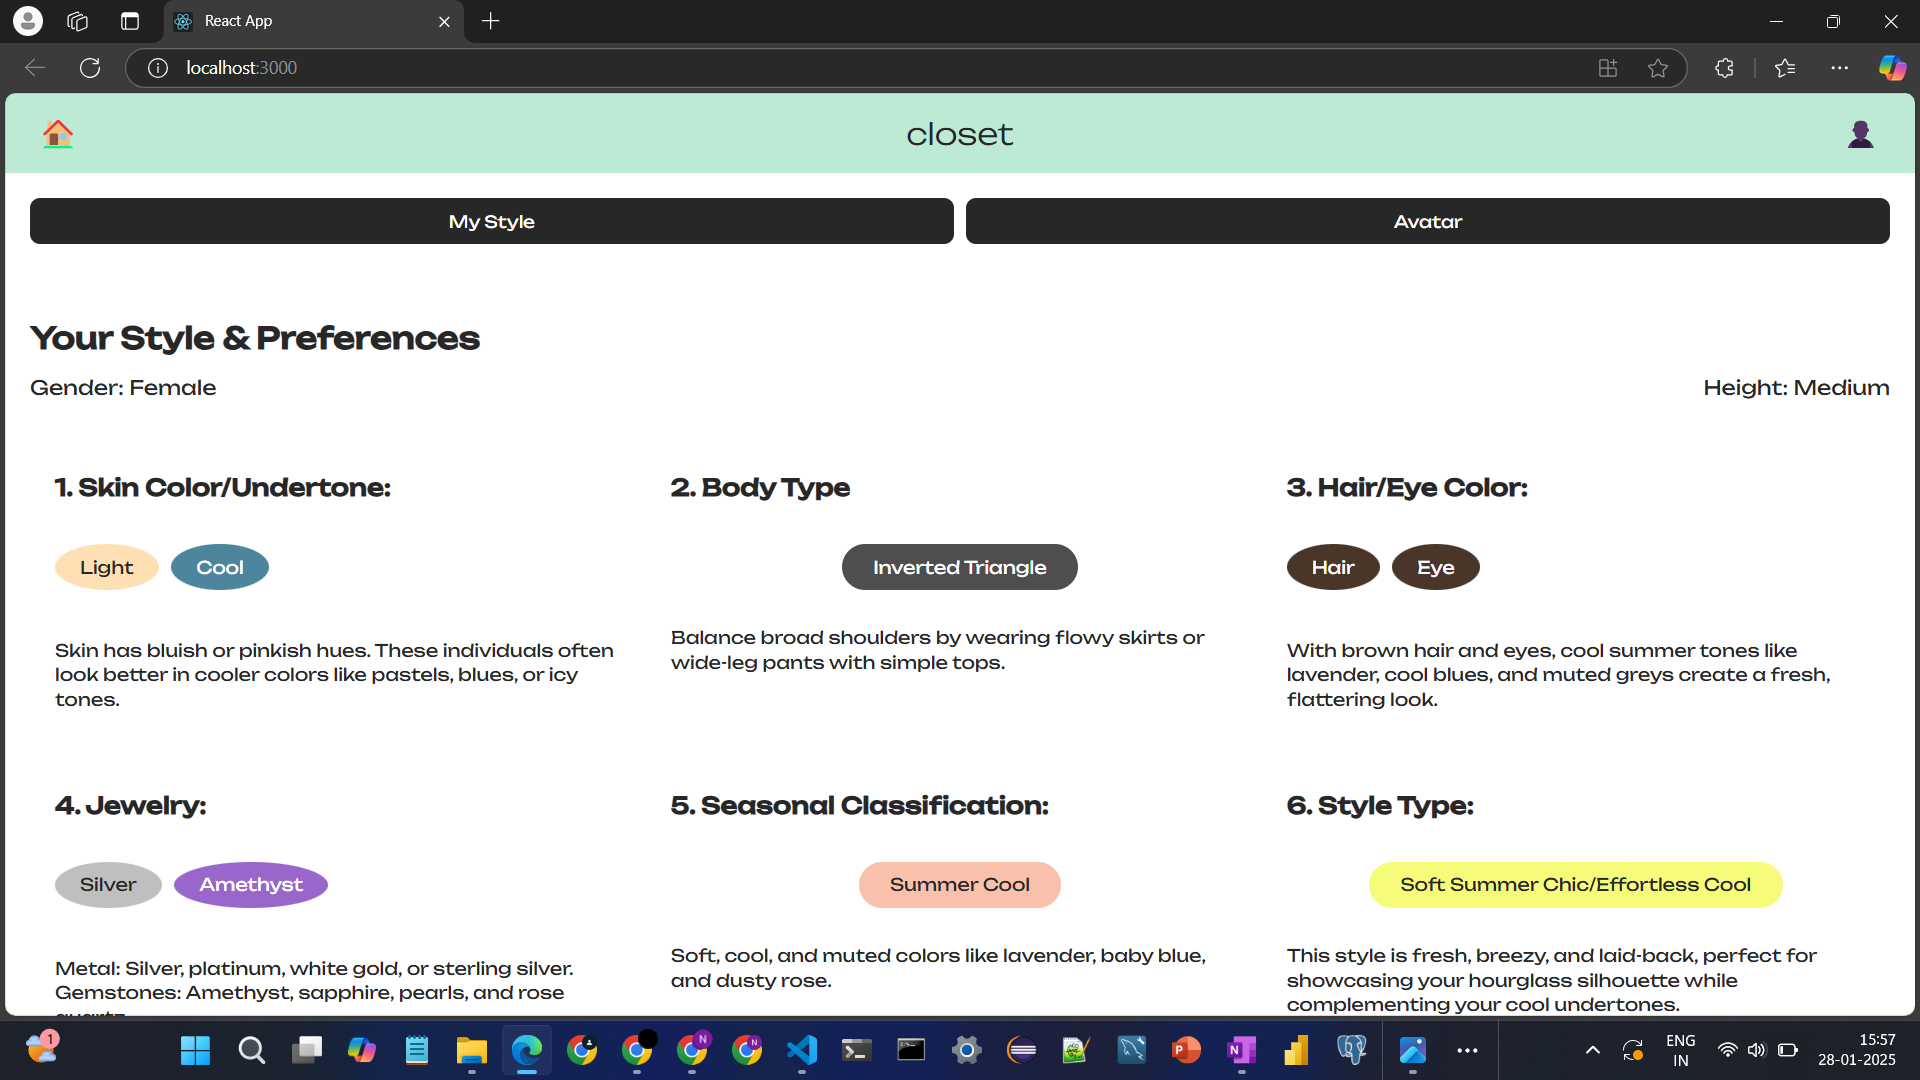 React App
localhost:3000
closet
My Style
Avatar
Your Style & Preferences
Gender: Female
Height: Medium
1. Skin Color/Undertone:
Light
Cool
Skin has bluish or pinkish hues. These individuals often
look better in cooler colors like pastels, blues, or icy
tones.
2. Body Type
Inverted Triangle
Balance broad shoulders by wearing flowy skirts or
wide-leg pants with simple tops.
3. Hair/Eye Color:
Hair
Eye
With brown hair and eyes, cool summer tones like
lavender, cool blues, and muted greys create a fresh,
flattering look.
4. Jewelry:
Silver
Amethyst
Metal: Silver, platinum, white gold, or sterling silver.
Gemstones: Amethyst, sapphire, pearls, and rose
quartz
5. Seasonal Classification:
Summer Cool
Soft, cool, and muted colors like lavender, baby blue,
and dusty rose.
6. Style Type:
Soft Summer Chic/Effortless Cool
This style is fresh, breezy, and laid-back, perfect for
showcasing your hourglass silhouette while
complementing your cool undertones.
1
N
N
P
N
ENG
IN
15:57
28-01-2025